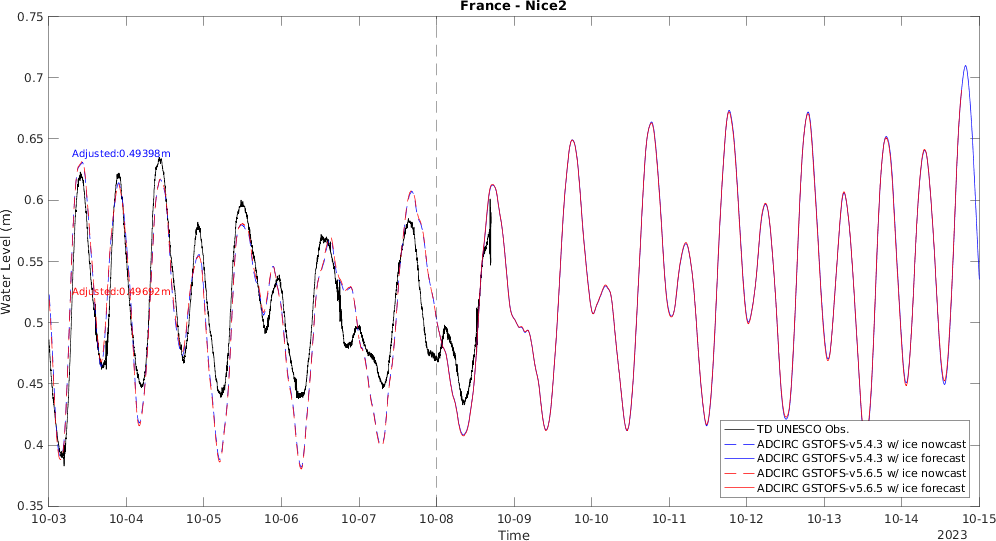 France - Nice2
0.75
0.7
0.65
0.6
0.55
0.5
0.45
0.4
0.35
Water Level (m)
Adjusted:0.49398m
Adjusted:0.49692m
TD UNESCO Obs.
ADCIRC GSTOFS-v5.4.3 w/ ice nowcast
ADCIRC GSTOFS-v5.4.3 w/ ice forecast
ADCIRC GSTOFS-v5.6.5 w/ ice nowcast
ADCIRC GSTOFS-v5.6.5 w/ ice forecast
10-03 10-04 10-05 10-06 10-07 10-08 10-09 10-10 10-11 10-12 10-13 10-14 10-15
Time
2023